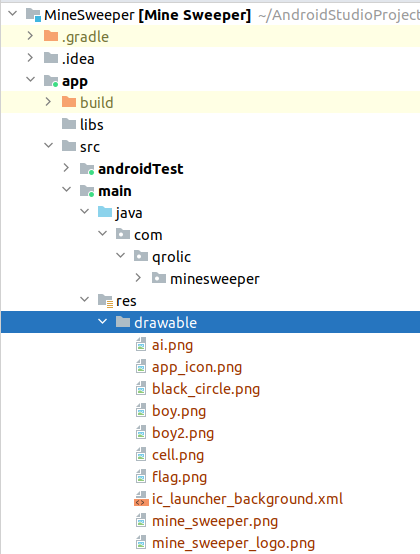 MineSweeper [Mine Sweeper] ~/AndroidStudioProject
.gradle
.idea
app
build
libs
src
androidTest
main
java
com
qrolic
minesweeper
res
drawable
ai.png
app_icon.png
black_circle.png
boy.png
boy2.png
cell.png
flag.png
ic_launcher_background.xml
mine_sweeper.png
mine_sweeper_logo.png